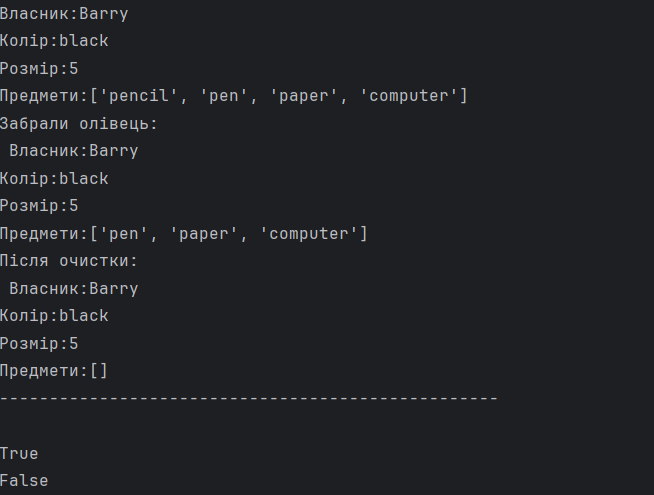 Власник:Barry
Колір:black
Розмір:5
Предмети:['pencil', 'pen', 'paper', 'computer']
Забрали олівець:
 Власник:Barry
Колір:black
Розмір:5
Предмети:['pen', 'paper', 'computer']
Після очистки:
 Власник:Barry
Колір:black
Розмір:5
Предмети:[]
--------------------------------------------------
True
False